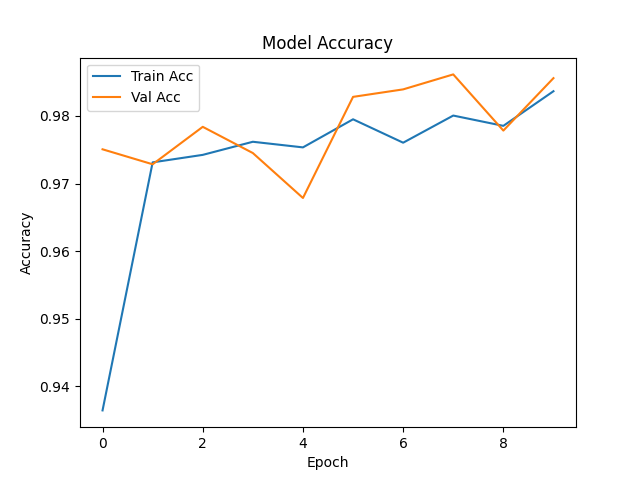 Model Accuracy
Train Acc
Val Acc
0.98
0.97
0.96
0.95
0.94
Accuracy
0 2 4 6 8
Epoch